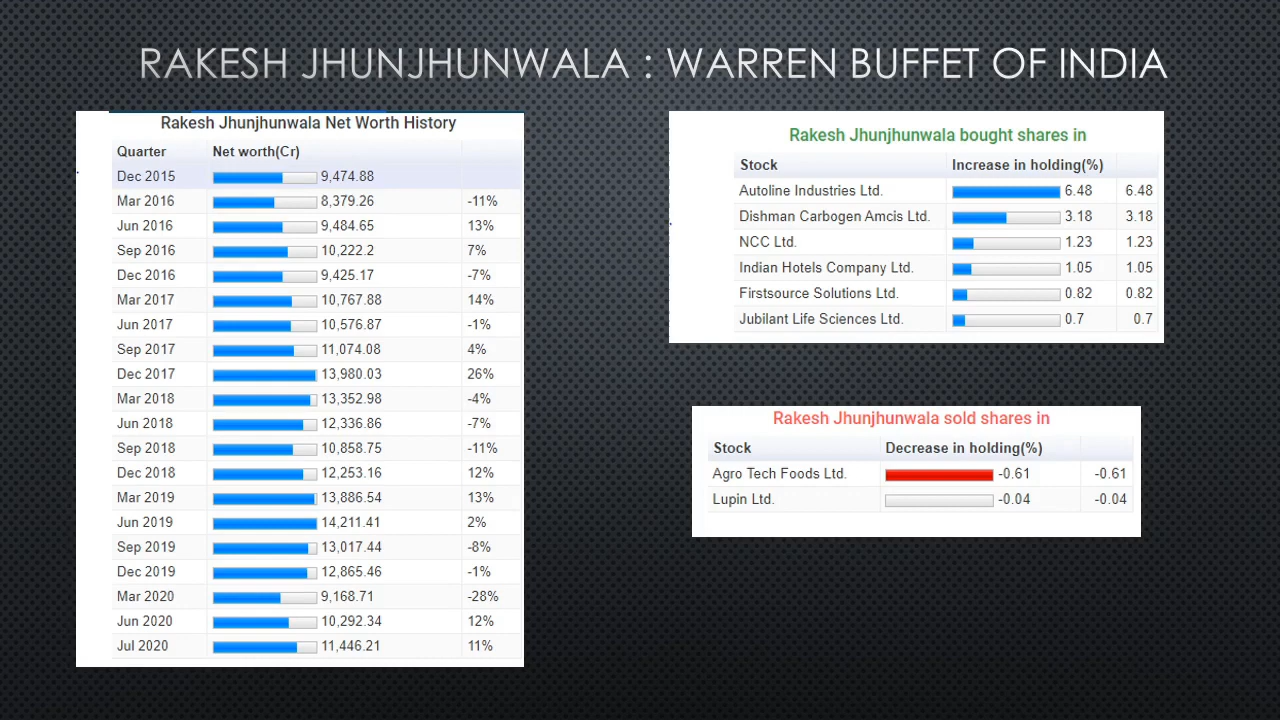 RAKESH JHUNJHUNWALA : WARREN BUFFET OF INDIA
Rakesh Jhunjhunwala Net Worth History
Quarter Net worth(Cr)
Dec 2015 9,474.88
Mar 2016 8,379.26 -11%
Jun 2016 9,484.65 13%
Sep 2016 10,222.2 7%
Dec 2016 9,425.17 -7%
Mar 2017 10,767.88 14%
Jun 2017 10,576.87 -1%
Sep 2017 11,074.08 4%
Dec 2017 13,980.03 26%
Mar 2018 13,352.98 -4%
Jun 2018 12,336.86 -7%
Sep 2018 10,858.75 -11%
Dec 2018 12,253.16 12%
Mar 2019 13,886.54 13%
Jun 2019 14,211.41 2%
Sep 2019 13,017.44 -8%
Dec 2019 12,865.46 -1%
Mar 2020 9,168.71 -28%
Jun 2020 10,292.34 12%
Jul 2020 11,446.21 11%
Rakesh Jhunjhunwala bought shares in
Stock Increase in holding(%)
Autoline Industries Ltd. 6.48 6.48
Dishman Carbogen Amcis Ltd. 3.18 3.18
NCC Ltd. 1.23 1.23
Indian Hotels Company Ltd. 1.05 1.05
Firstsource Solutions Ltd. 0.82 0.82
Jubilant Life Sciences Ltd. 0.7 0.7
Rakesh Jhunjhunwala sold shares in
Stock Decrease in holding(%)
Agro Tech Foods Ltd. -0.61 -0.61
Lupin Ltd. -0.04 -0.04